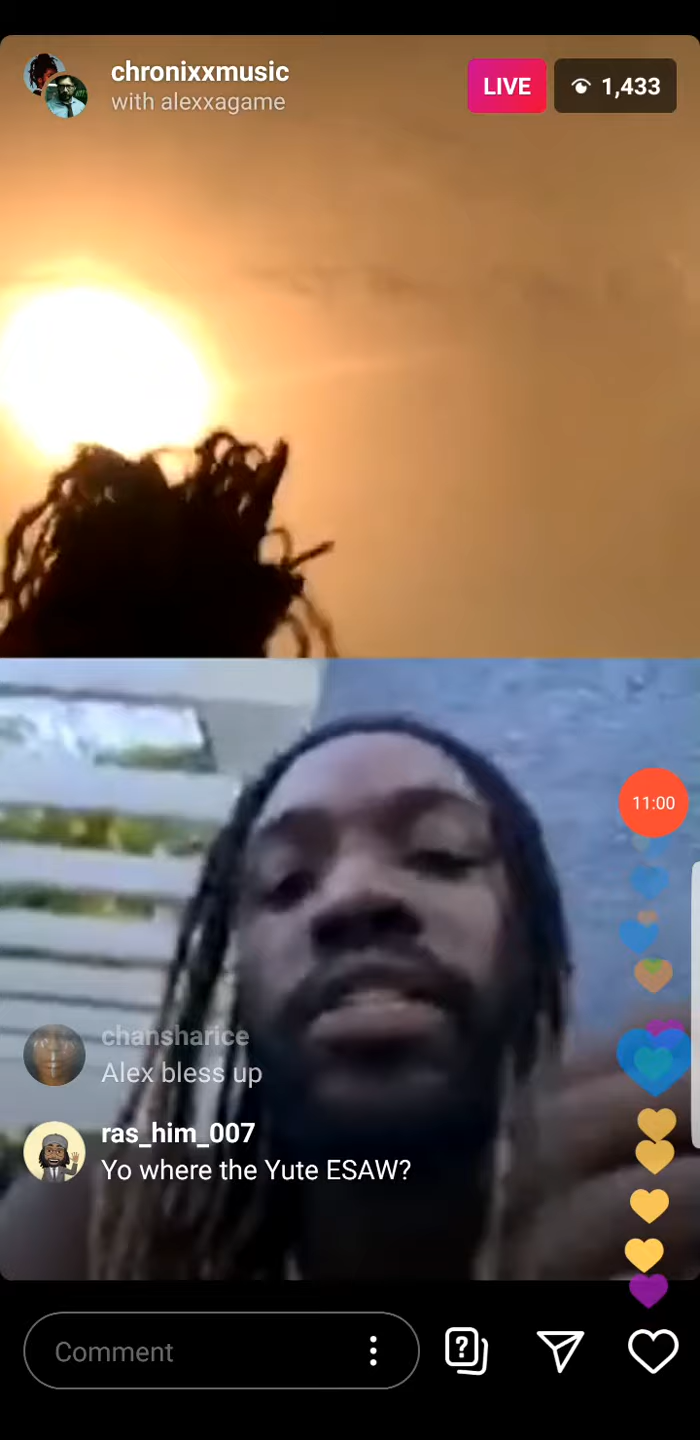 chronixxmusic
with alexxagame
LIVE
1,433
11:00
chansharice
Alex bless up
ras_him_007
Yo where the Yute ESAW?
Comment